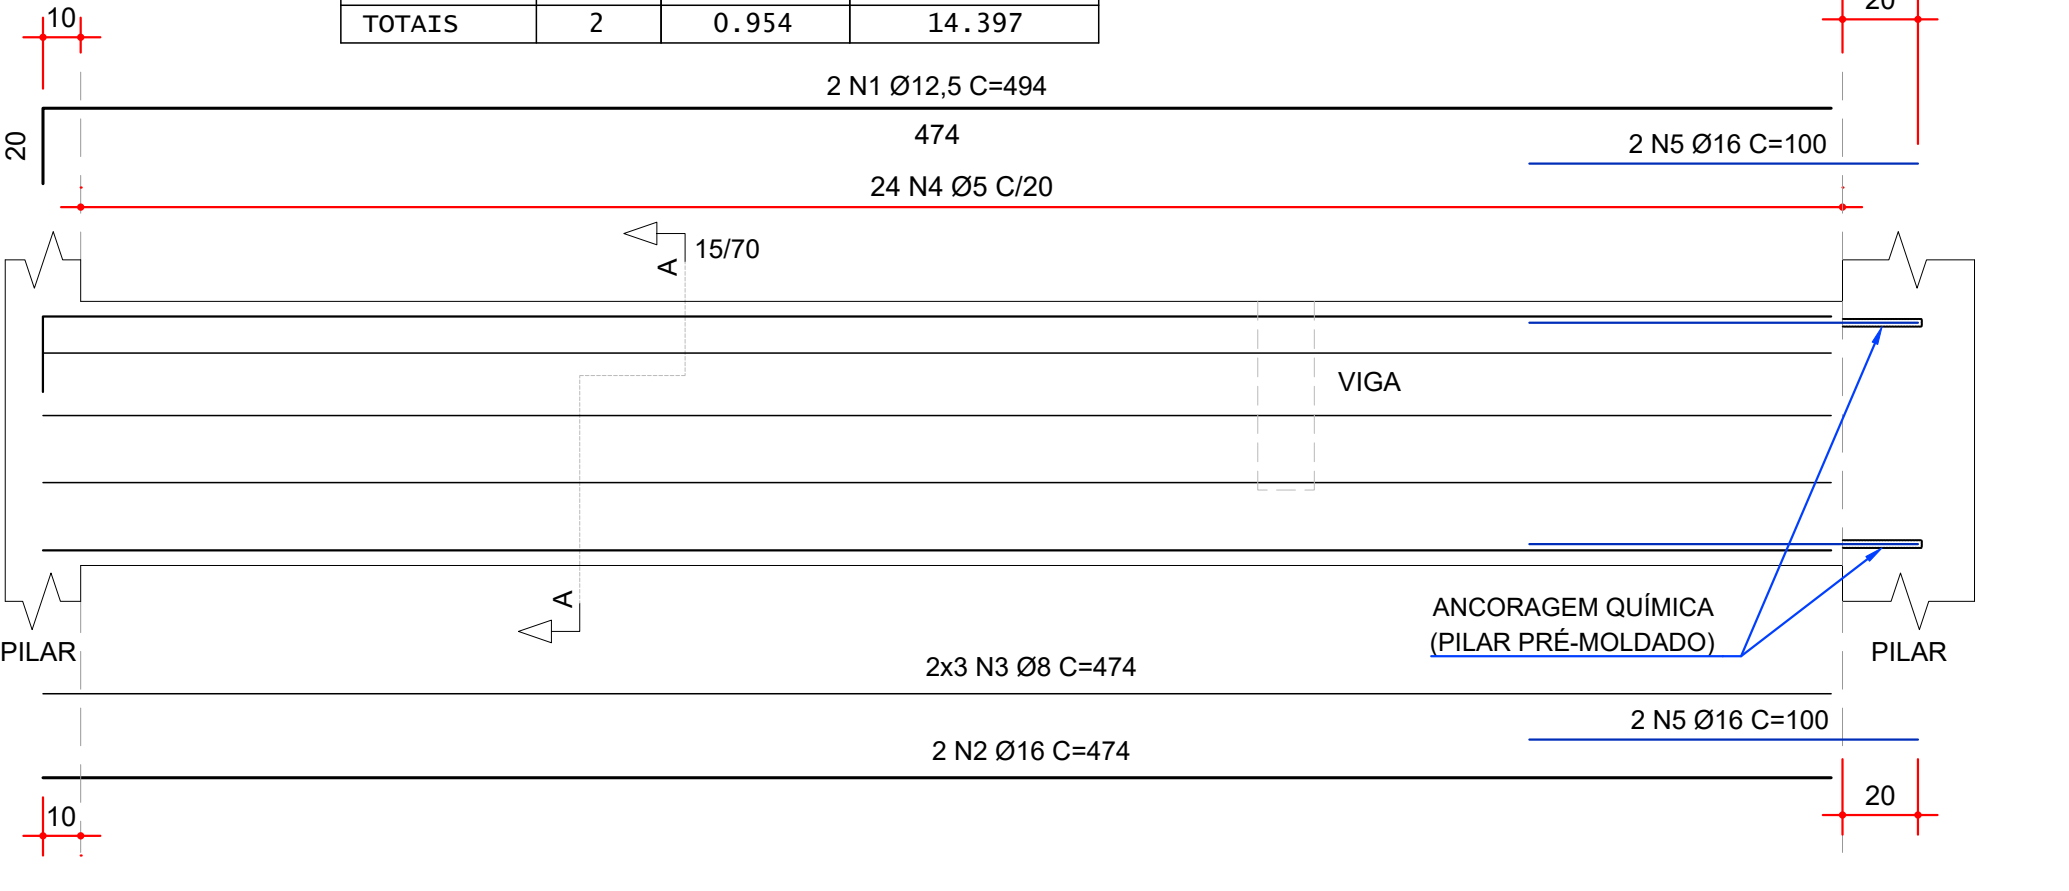 10
20
TOTAIS 2 0.954 14.397
2 N1 Ø12,5 C=494
20
474
2 N5 Ø16 C=100
24 N4 Ø5 C/20
A
15/70
VIGA
A
ANCORAGEM QUÍMICA
(PILAR PRÉ-MOLDADO)
PILAR
PILAR
2x3 N3 Ø8 C=474
2 N5 Ø16 C=100
2 N2 Ø16 C=474
20
10